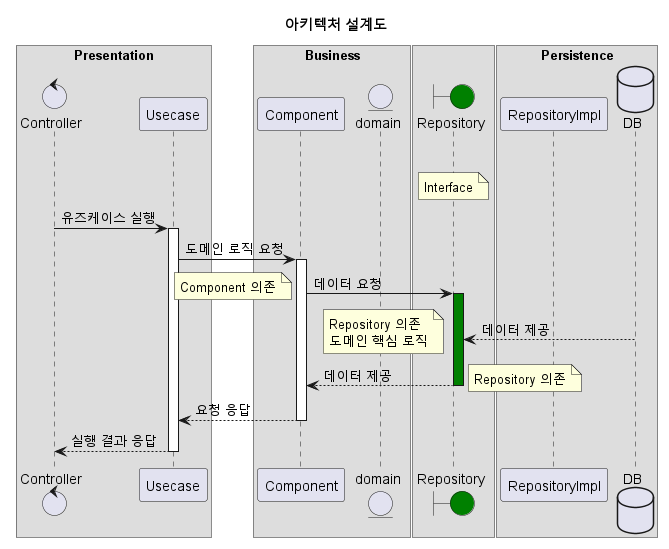 아키텍처 설계도
Presentation
Business
Persistence
Controller
Usecase
Component
domain
Repository
RepositoryImpl
DB
Interface
유즈케이스 실행
도메인 로직 요청
Component 의존
데이터 요청
Repository 의존
도메인 핵심 로직
데이터 제공
데이터 제공
Repository 의존
요청 응답
실행 결과 응답
Controller
Usecase
Component
domain
Repository
RepositoryImpl
DB